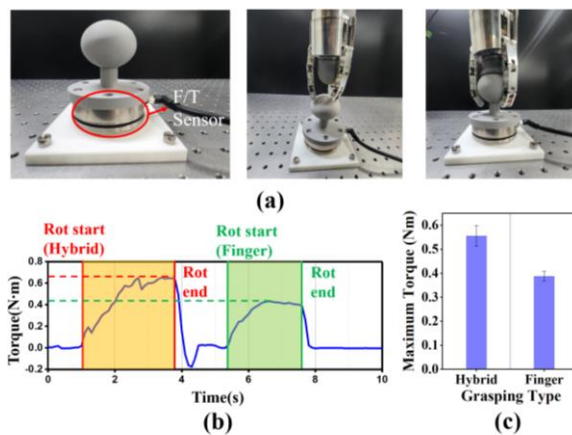 F/T
Sensor
(a)
Rot start
(Hybrid)
Rot start
(Finger)
Rot
end
Rot
end
Torque(N·m)
0.8
0.6
0.4
0.2
0.0
-0.2
0
2
4
6
8
10
Time(s)
(b)
Maximum Torque (Nm)
0.6
0.5
0.4
0.3
0.2
0.1
0.0
Hybrid
Finger
Grasping Type
(c)